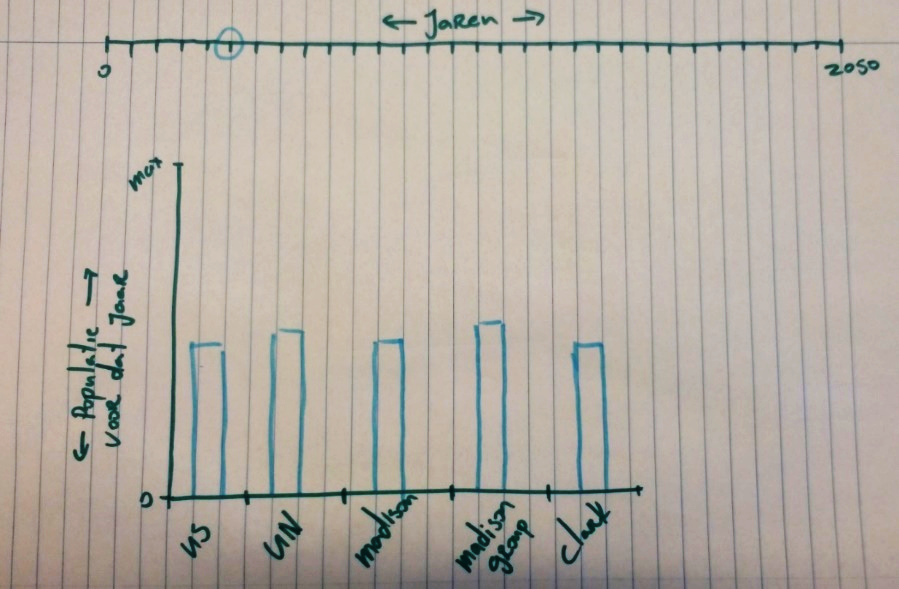 ← Jaren →
0
2050
max
← Populatie →
voor dat jaar
0
US
UN
madison
madison
group
Clark